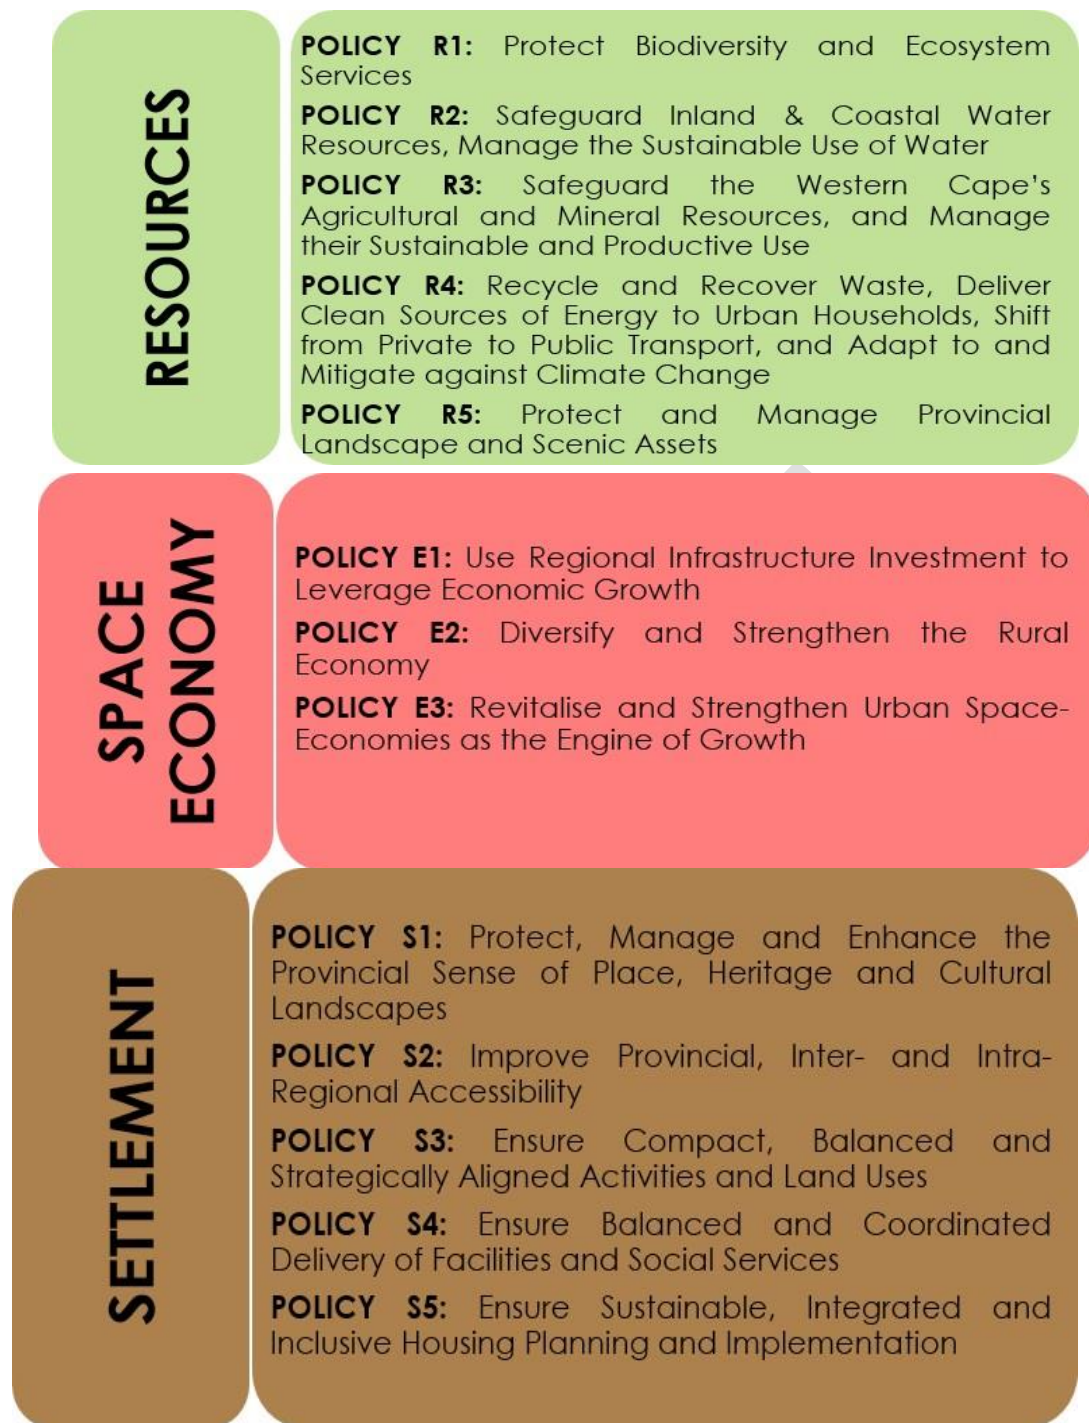 RESOURCES
POLICY R1: Protect Biodiversity and Ecosystem
Services
POLICY R2: Safeguard Inland & Coastal Water
Resources, Manage the Sustainable Use of Water
POLICY R3: Safeguard the Western Cape's
Agricultural and Mineral Resources, and Manage
their Sustainable and Productive Use
POLICY R4: Recycle and Recover Waste, Deliver
Clean Sources of Energy to Urban Households, Shift
from Private to Public Transport, and Adapt to and
Mitigate against Climate Change
POLICY R5: Protect and Manage Provincial
Landscape and Scenic Assets
SPACE
ECONOMY
POLICY E1: Use Regional Infrastructure Investment to
Leverage Economic Growth
POLICY E2: Diversify and Strengthen the Rural
Economy
POLICY E3: Revitalise and Strengthen Urban Space-
Economies as the Engine of Growth
SETTLEMENT
POLICY S1: Protect, Manage and Enhance the
Provincial Sense of Place, Heritage and Cultural
Landscapes
POLICY S2: Improve Provincial, Inter- and Intra-
Regional Accessibility
POLICY S3: Ensure Compact, Balanced and
Strategically Aligned Activities and Land Uses
POLICY S4: Ensure Balanced and Coordinated
Delivery of Facilities and Social Services
POLICY S5: Ensure Sustainable, Integrated and
Inclusive Housing Planning and Implementation